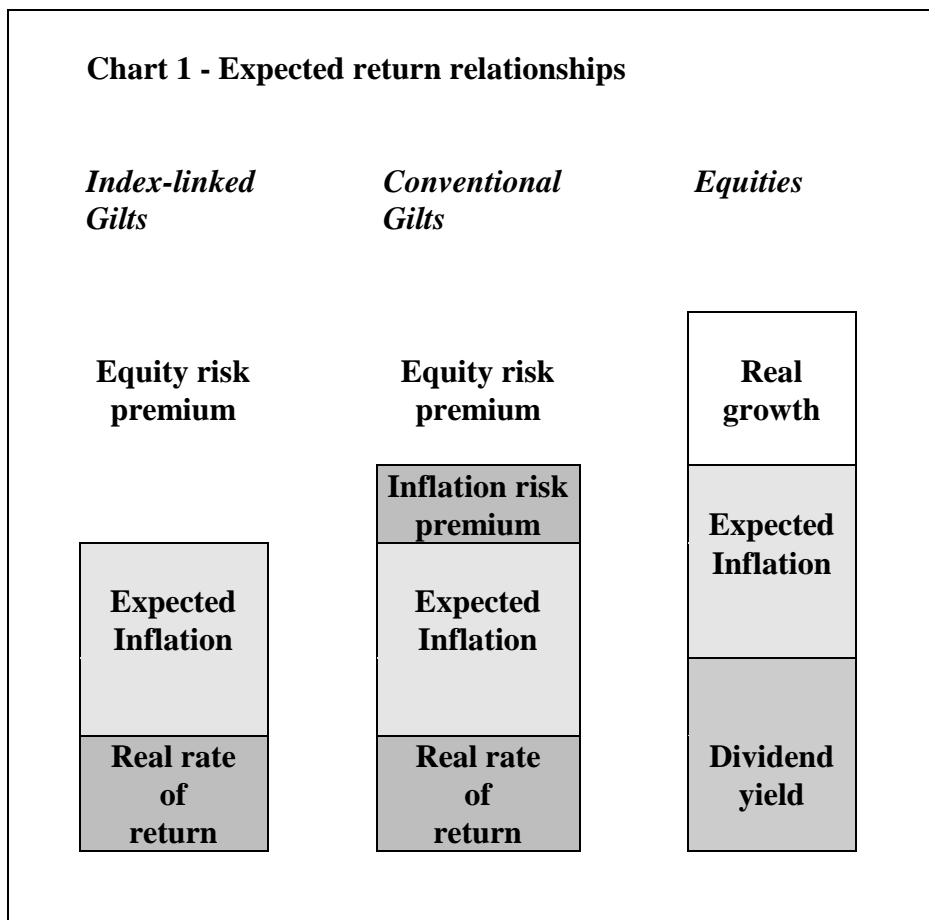 Chart 1 - Expected return relationships
Index-linked
Gilts
Conventional
Gilts
Equities
Equity risk
premium
Expected
Inflation
Real rate
of
return
Equity risk
premium
Inflation risk
premium
Expected
Inflation
Real rate
of
return
Real
growth
Expected
Inflation
Dividend
yield